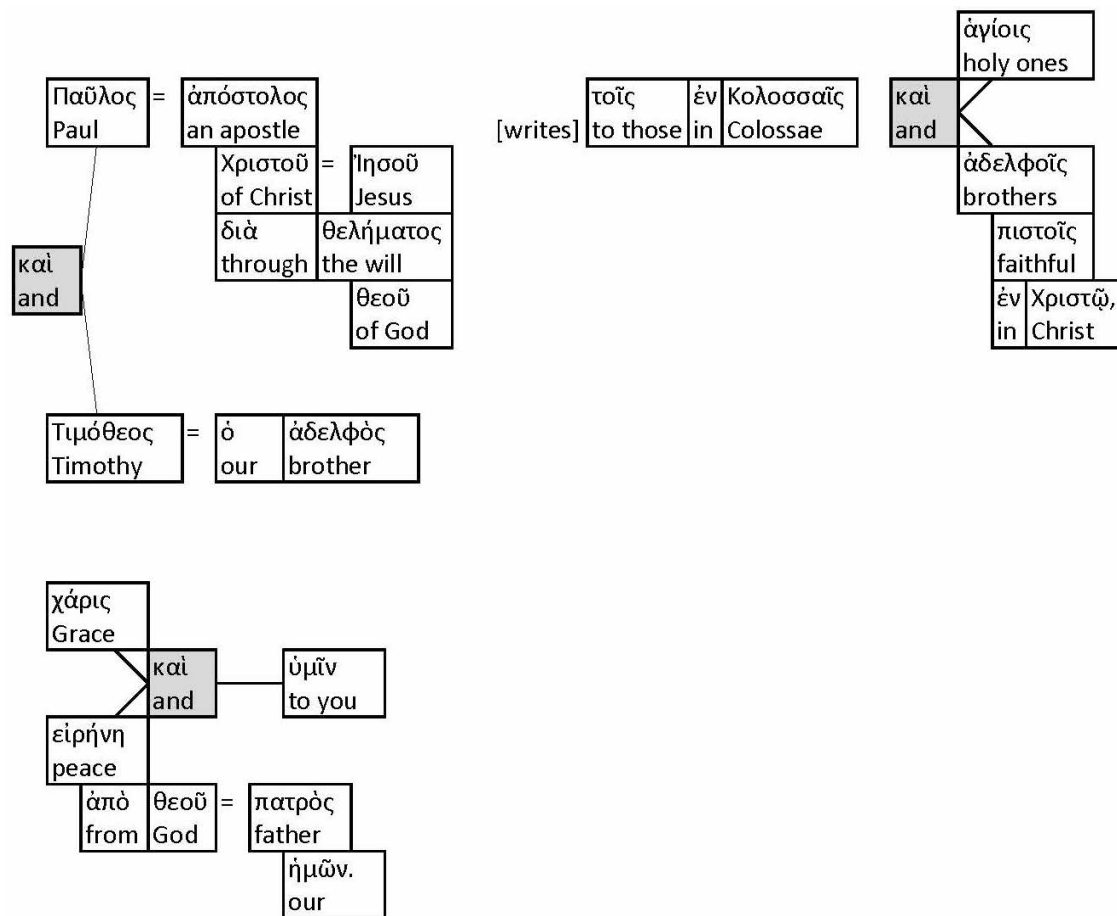 Παῦλος = ἀπόστολος
Paul an apostle
Χριστοῦ = Ἰησοῦ
of Christ Jesus
διὰ θελήματος
through the will
θεοῦ
of God
καὶ
and
Τιμόθεος = ὁ ἀδελφὸς
Timothy our brother
[writes]
τοῖς ἐν Κολοσσαῖς
to those in Colossae
ἁγίοις
holy ones
καὶ
and
ἀδελφοῖς
brothers
πιστοῖς
faithful
ἐν Χριστῷ,
in Christ
χάρις
Grace
καὶ ὑμῖν
and to you
εἰρήνη
peace
ἀπὸ θεοῦ = πατρὸς
from God father
ἡμῶν.
our